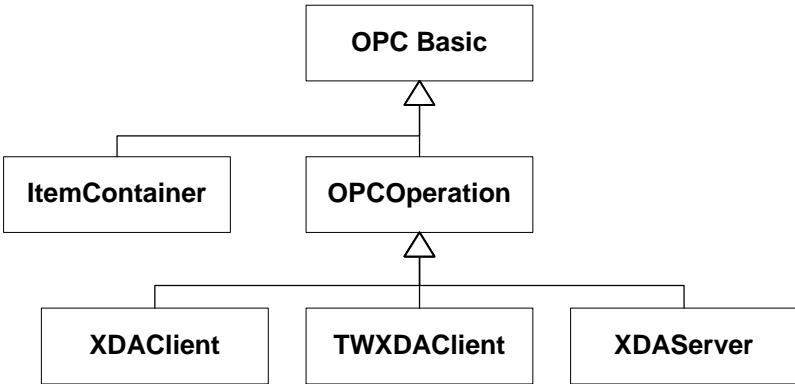 OPC Basic
ItemContainer
OPCOperation
XDAClient
TWXDAClient
XDAServer